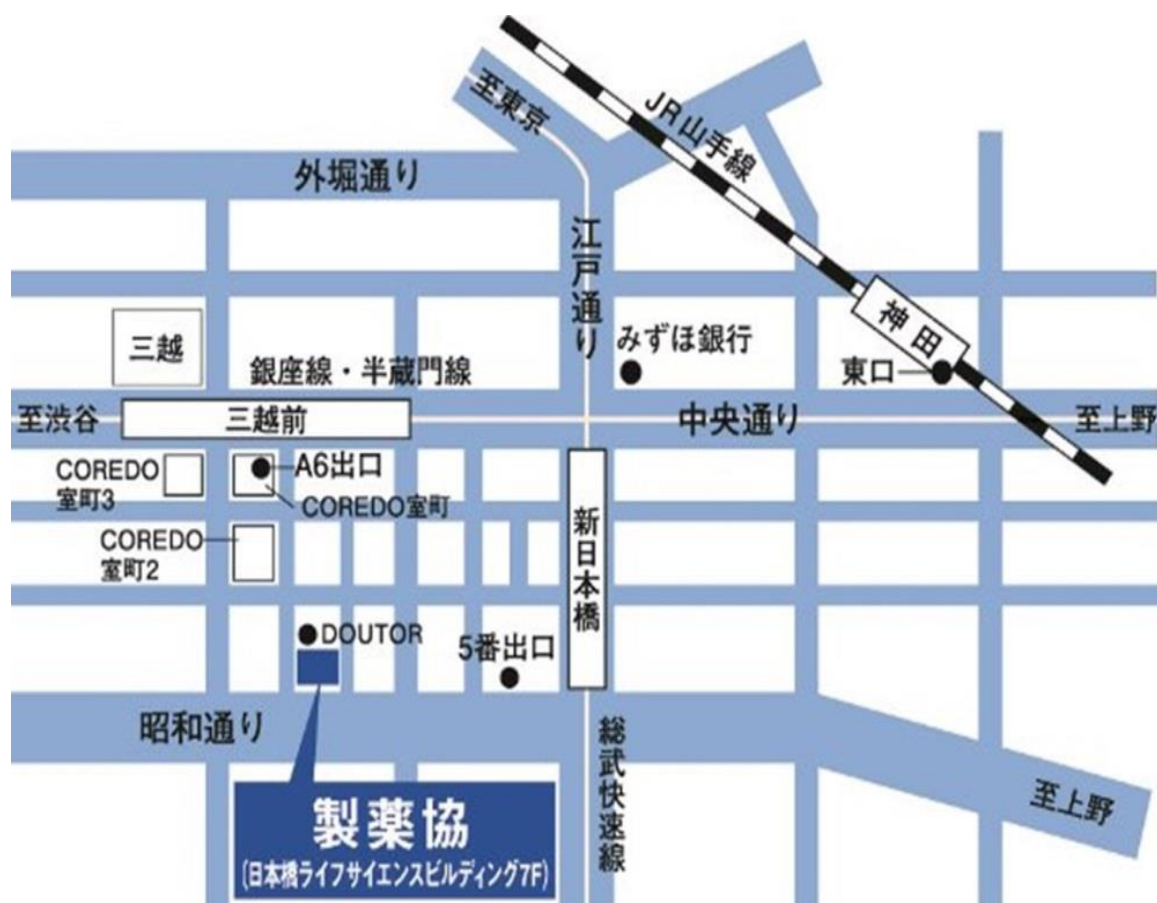 至東京
JR山手線
外堀通り
江戸通り
神田
三越
みずほ銀行
東口
銀座線・半蔵門線
至渋谷
三越前
中央通り
至上野
COREDO
室町3
A6出口
COREDO室町
COREDO
室町2
新日本橋
DOUTOR
5番出口
昭和通り
総武快速線
至上野
製薬協
(日本橋ライフサイエンスビルディング7F)